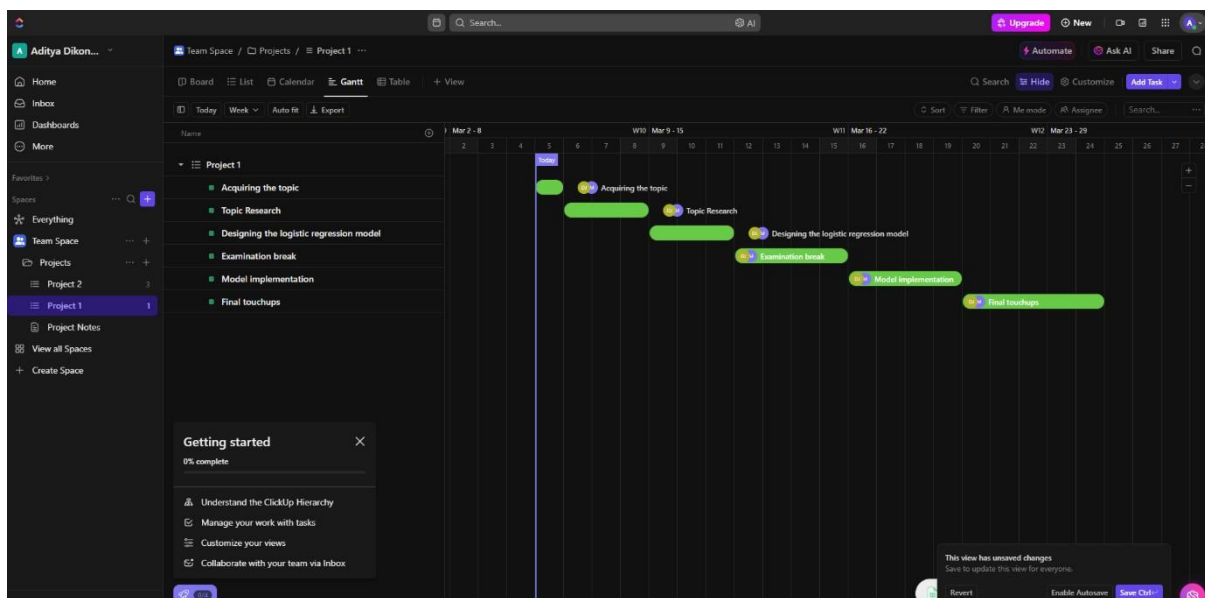 Search...
AI
Upgrade
New
A
A Aditya Dikon...
Team Space / Projects / Project 1 ...
Automate
Ask AI
Share
Home
Inbox
Dashboards
More
Favorites >
Spaces
Everything
Team Space
Projects
Project 2 3
Project 1 1
Project Notes
View all Spaces
Create Space
Board List Calendar Gantt Table + View
Search Hide Customize Add Task
Today Week Auto fit Export
Sort Filter Me mode Assignee Search...
Name
Mar 2 - 8 W10 Mar 9 - 15 W11 Mar 16 - 22 W12 Mar 23 - 29
2 3 4 5 6 7 8 9 10 11 12 13 14 15 16 17 18 19 20 21 22 23 24 25 26 27
Today
Project 1
Acquiring the topic
Topic Research
Designing the logistic regression model
Examination break
Model implementation
Final touchups
Acquiring the topic
Topic Research
Designing the logistic regression model
Examination break
Model implementation
Final touchups
Getting started
0% complete
Understand the ClickUp Hierarchy
Manage your work with tasks
Customize your views
Collaborate with your team via Inbox
0/4
This view has unsaved changes
Save to update this view for everyone.
Revert Enable Autosave Save Ctrl↵